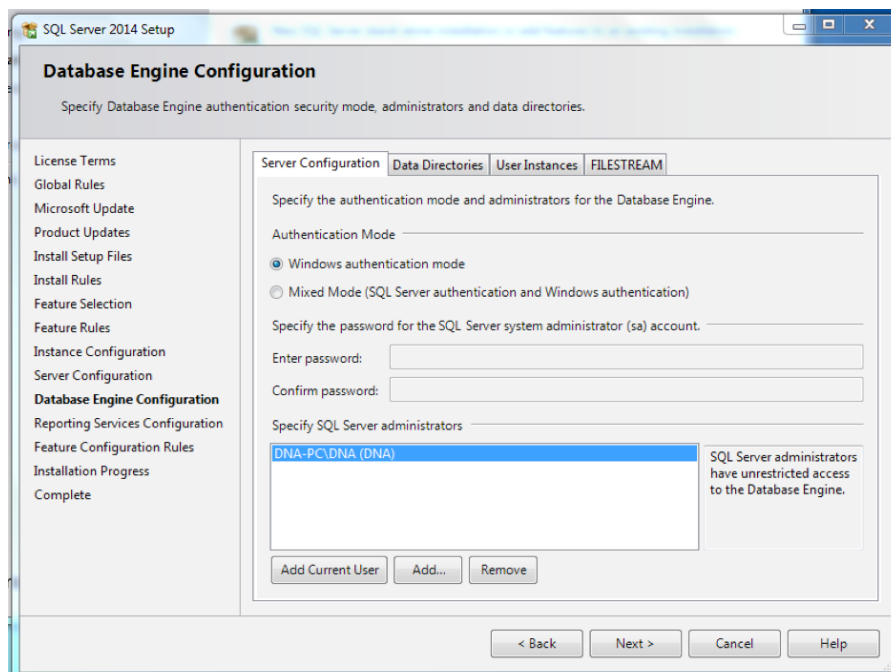 SQL Server 2014 Setup
Database Engine Configuration
Specify Database Engine authentication security mode, administrators and data directories.
License Terms
Global Rules
Microsoft Update
Product Updates
Install Setup Files
Install Rules
Feature Selection
Feature Rules
Instance Configuration
Server Configuration
Database Engine Configuration
Reporting Services Configuration
Feature Configuration Rules
Installation Progress
Complete
Server Configuration Data Directories User Instances FILESTREAM
Specify the authentication mode and administrators for the Database Engine.
Authentication Mode
Windows authentication mode
Mixed Mode (SQL Server authentication and Windows authentication)
Specify the password for the SQL Server system administrator (sa) account.
Enter password:
Confirm password:
Specify SQL Server administrators
DNA-PC\DNA (DNA)
SQL Server administrators
have unrestricted access
to the Database Engine.
Add Current User Add... Remove
< Back Next > Cancel Help